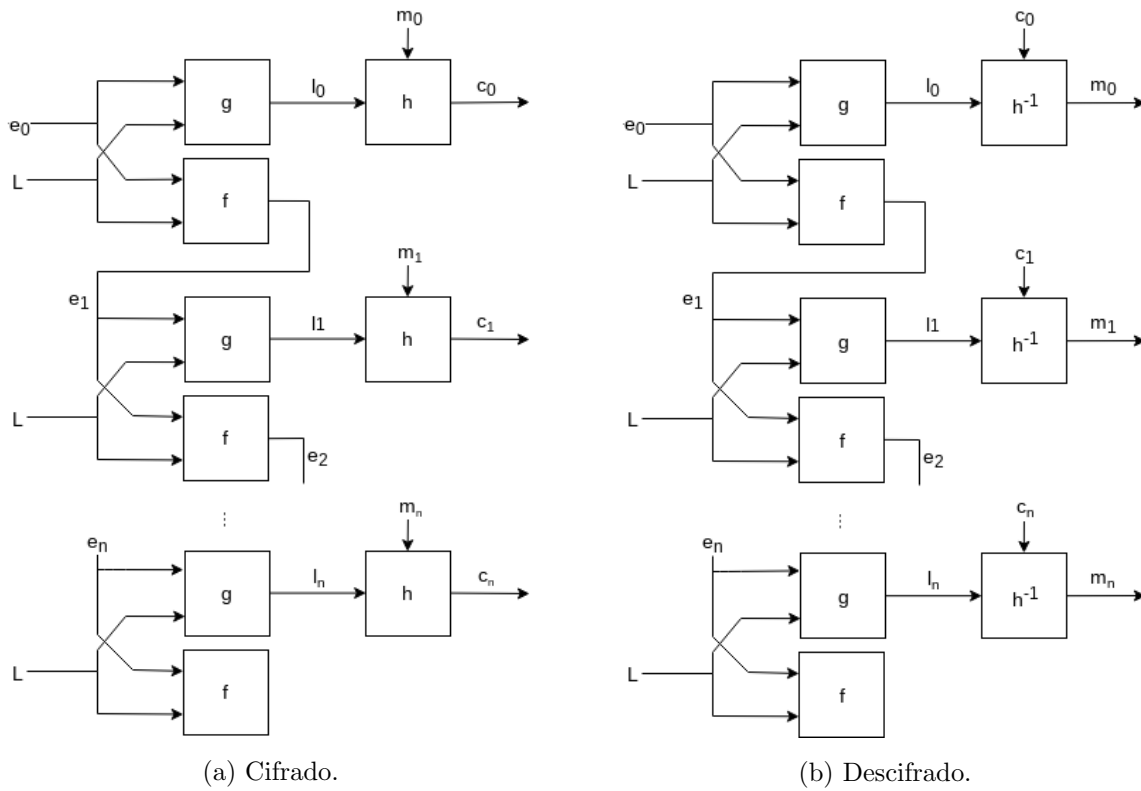 m₀ c₀
g l₀ h c₀ g l₀ h⁻¹ m₀
e₀ e₀
L f L f
m₁ c₁
e₁ e₁
g l1 h c₁ g l1 h⁻¹ m₁
L f L f
e₂ e₂
mₙ cₙ
eₙ eₙ
g lₙ h cₙ g lₙ h⁻¹ mₙ
L f L f
(a) Cifrado. (b) Descifrado.